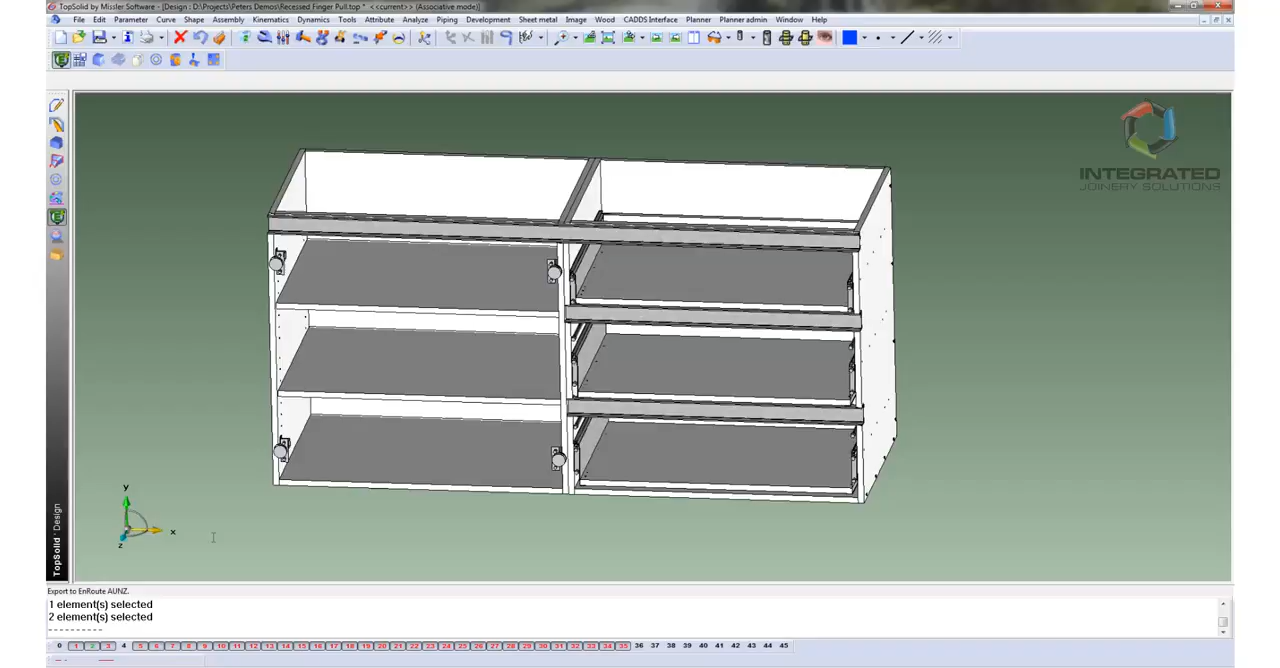 TopSolid by Missler Software - [Design : D:\Projects\Peters Demos\Recessed Finger Pull.top * <<current>> (Associative mode)]
File Edit Parameter Curve Shape Assembly Kinematics Dynamics Tools Attribute Analyze Piping Development Sheet metal Image Wood CADDS Interface Planner Planner admin Window Help
INTEGRATED
JOINERY SOLUTIONS
y
x
z
TopSolid'Design
Export to EnRoute AUNZ.
1 element(s) selected
2 element(s) selected
----------
0 1 2 3 4 5 6 7 8 9 10 11 12 13 14 15 16 17 18 19 20 21 22 23 24 25 26 27 28 29 30 31 32 33 34 35 36 37 38 39 40 41 42 43 44 45